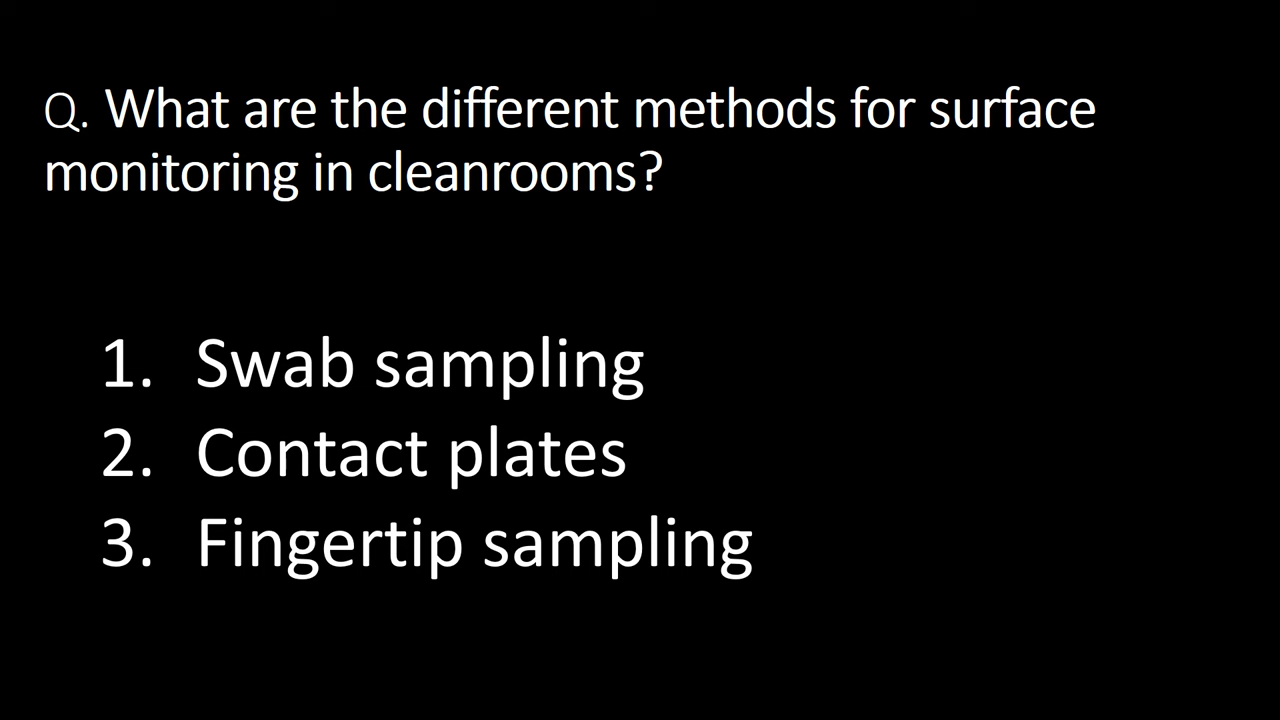 Q. What are the different methods for surface
monitoring in cleanrooms?
1. Swab sampling
2. Contact plates
3. Fingertip sampling